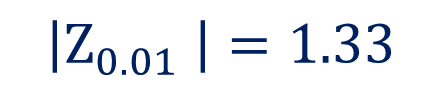 |Z₀.₀₁ | = 1.33